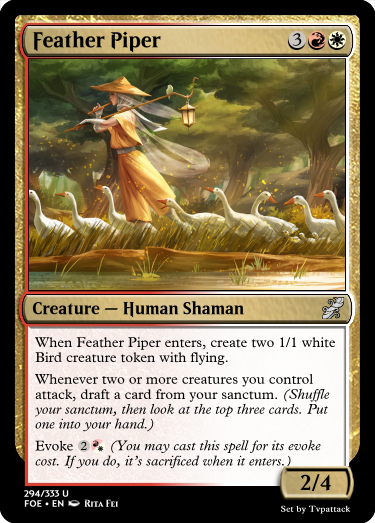 Feather Piper 3
Creature — Human Shaman
When Feather Piper enters, create two 1/1 white
Bird creature token with flying.
Whenever two or more creatures you control
attack, draft a card from your sanctum. (Shuffle
your sanctum, then look at the top three cards. Put
one into your hand.)
Evoke 2 (You may cast this spell for its evoke
cost. If you do, it's sacrificed when it enters.)
2/4
294/333 U
FOE • EN Rita Fei
Set by Tvpattack